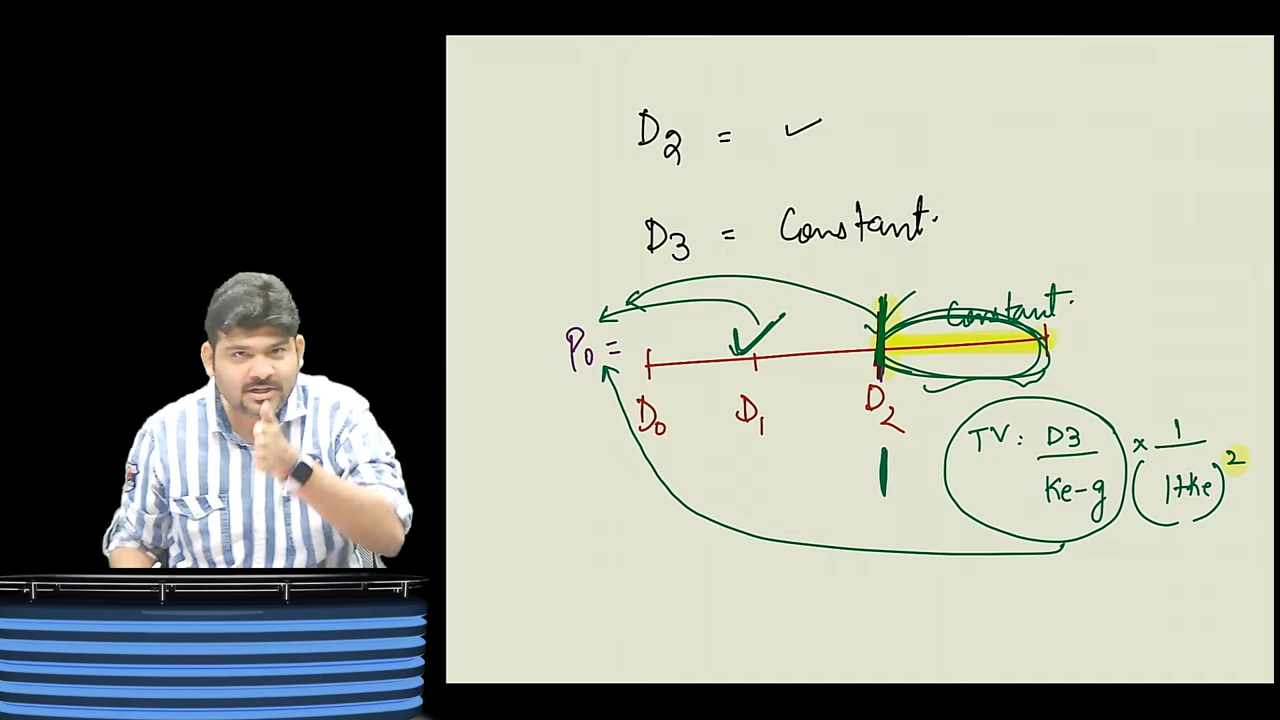 D2 = ✓
D3 = Constant.
Constant.
P0 =
D0 D1 D2
TV: D3 / Ke-g × 1 / (1+Ke)²